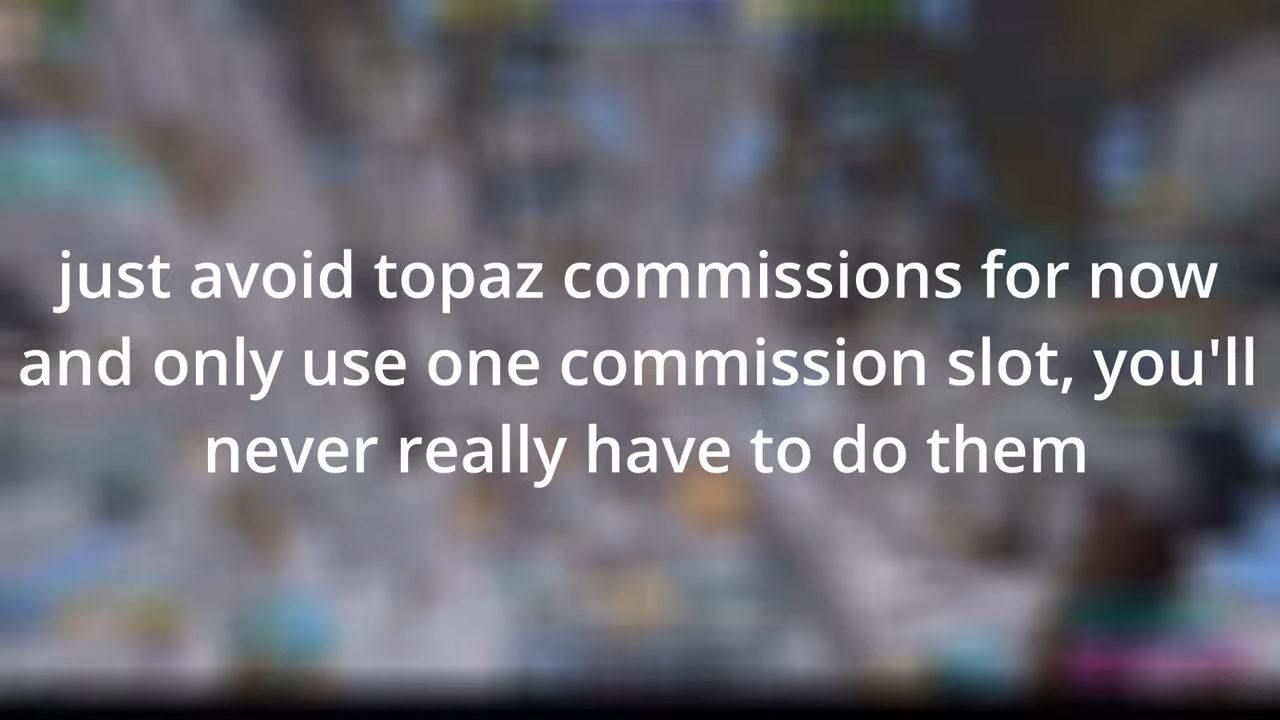 just avoid topaz commissions for now
and only use one commission slot, you'll
never really have to do them